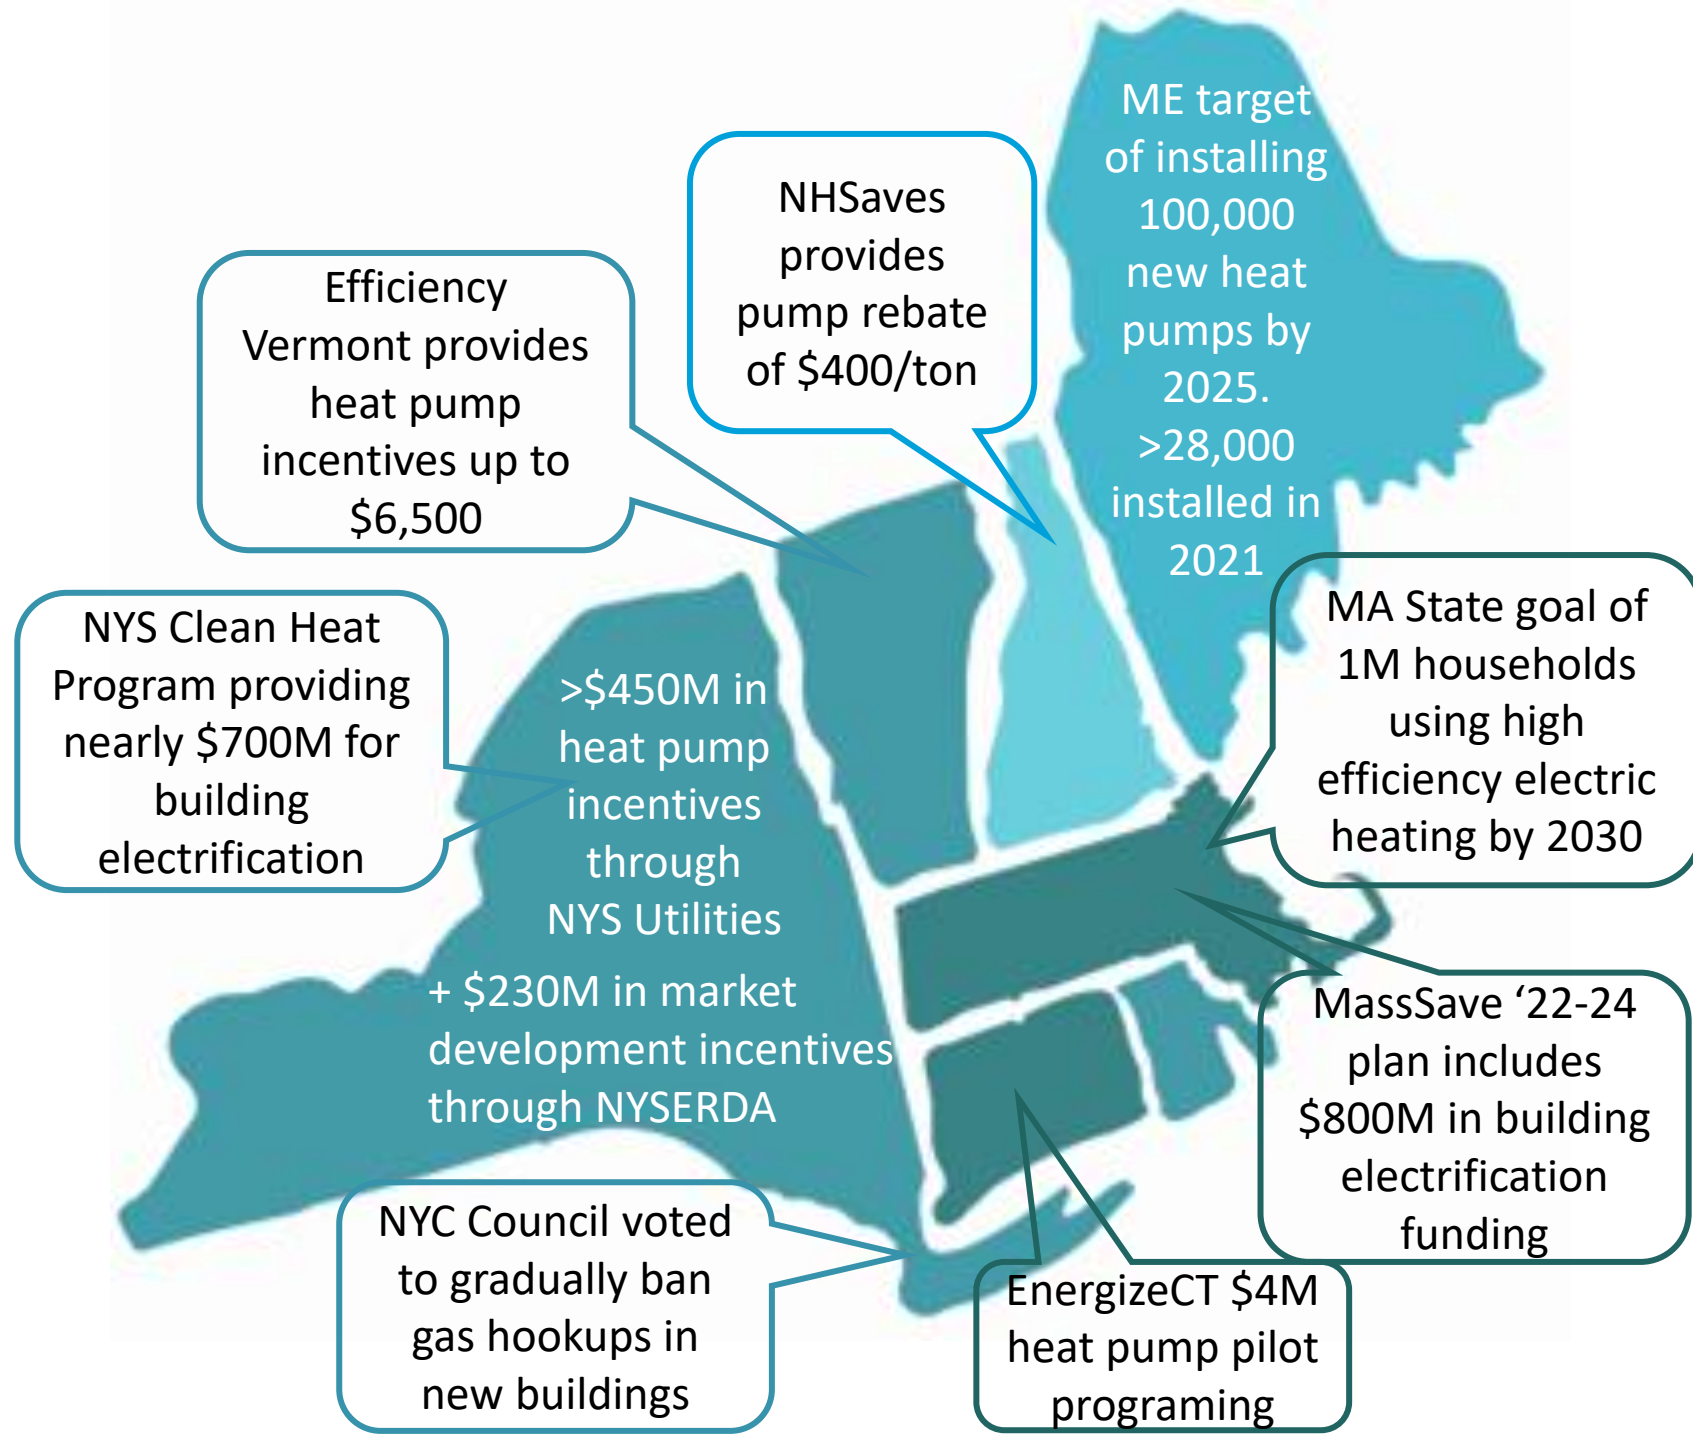 ME target
of installing
100,000
new heat
pumps by
2025.
>28,000
installed in
2021
NHSaves
provides
pump rebate
of $400/ton
Efficiency
Vermont provides
heat pump
incentives up to
$6,500
NYS Clean Heat
Program providing
nearly $700M for
building
electrification
>$450M in
heat pump
incentives
through
NYS Utilities
+ $230M in market
development incentives
through NYSERDA
MA State goal of
1M households
using high
efficiency electric
heating by 2030
MassSave ‘22-24
plan includes
$800M in building
electrification
funding
NYC Council voted
to gradually ban
gas hookups in
new buildings
EnergizeCT $4M
heat pump pilot
programing